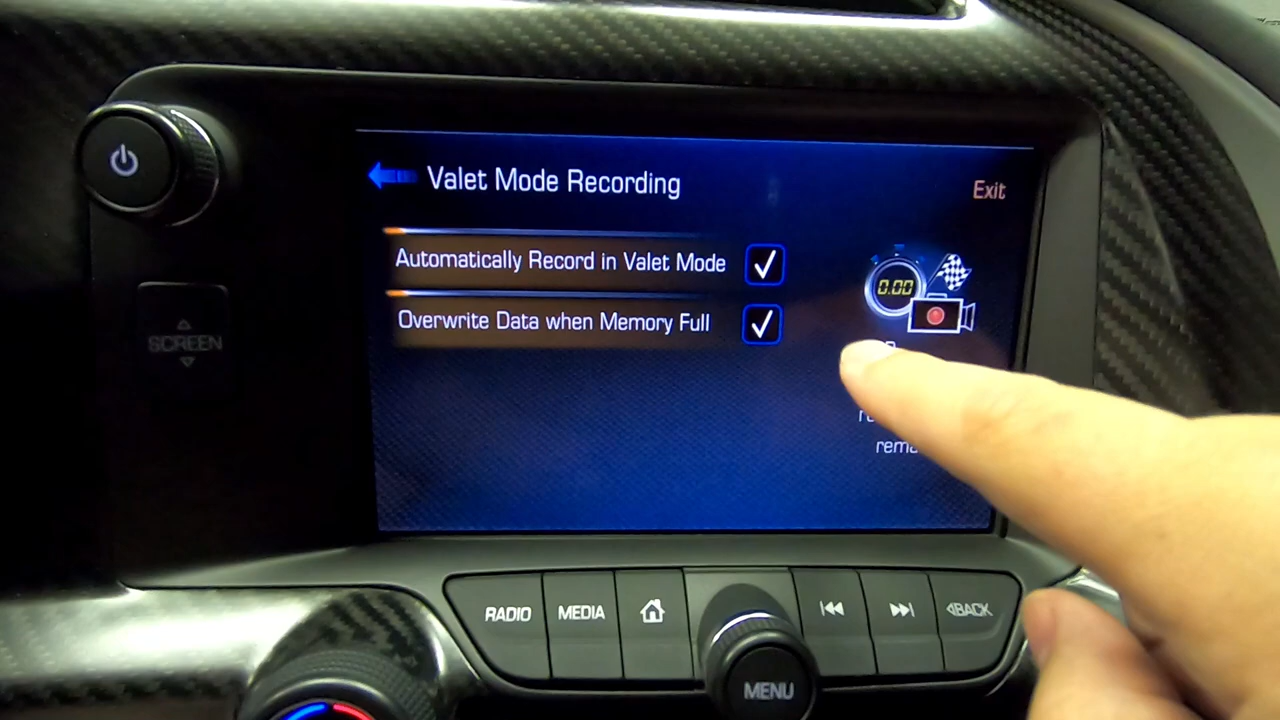 Valet Mode Recording
Exit
Automatically Record in Valet Mode
0.00
Overwrite Data when Memory Full
SCREEN
RADIO
MEDIA
BACK
MENU